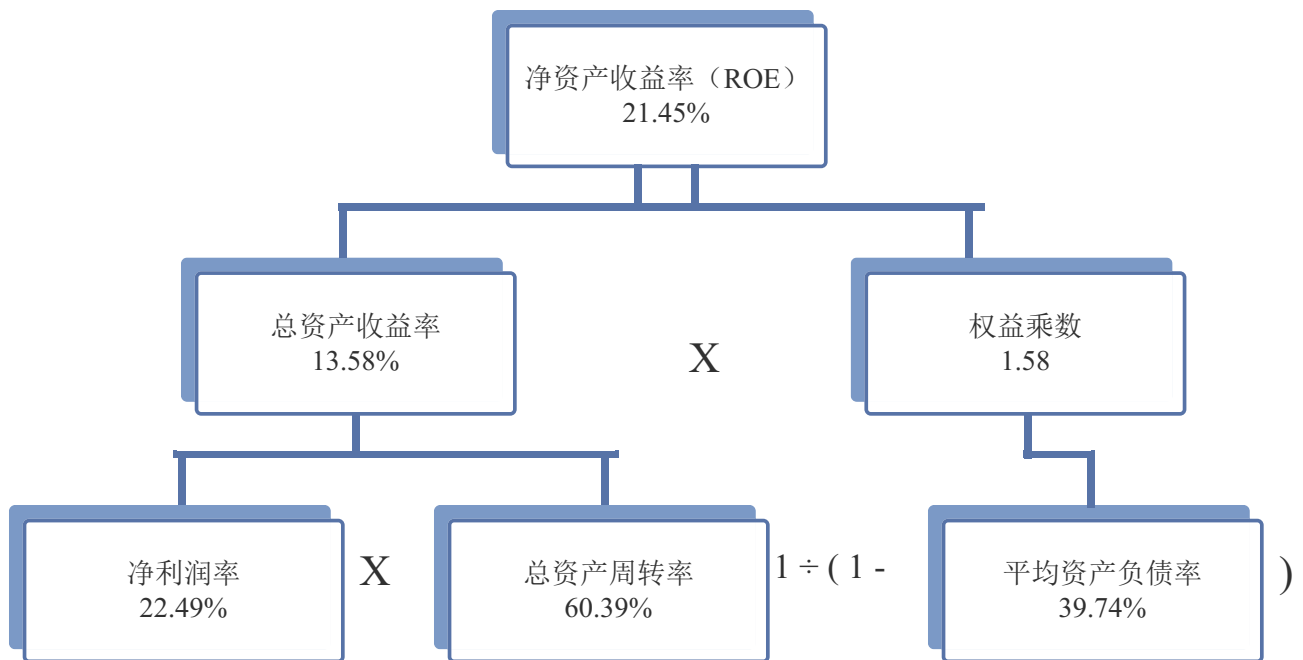 净资产收益率（ROE）
21.45%
总资产收益率
13.58%
X
权益乘数
1.58
净利润率
22.49%
X
总资产周转率
60.39%
1 ÷ ( 1 -
平均资产负债率
39.74%
)